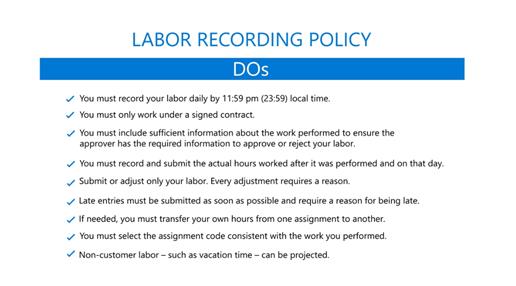 LABOR RECORDING POLICY
DOs
You must record your labor daily by 11:59 pm (23:59) local time.
You must only work under a signed contract.
You must include sufficient information about the work performed to ensure the
approver has the required information to approve or reject your labor.
You must record and submit the actual hours worked after it was performed and on that day.
Submit or adjust only your labor. Every adjustment requires a reason.
Late entries must be submitted as soon as possible and require a reason for being late.
If needed, you must transfer your own hours from one assignment to another.
You must select the assignment code consistent with the work you performed.
Non-customer labor – such as vacation time – can be projected.